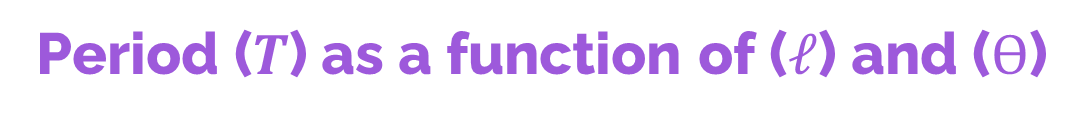 Period (T) as a function of (ℓ) and (θ)